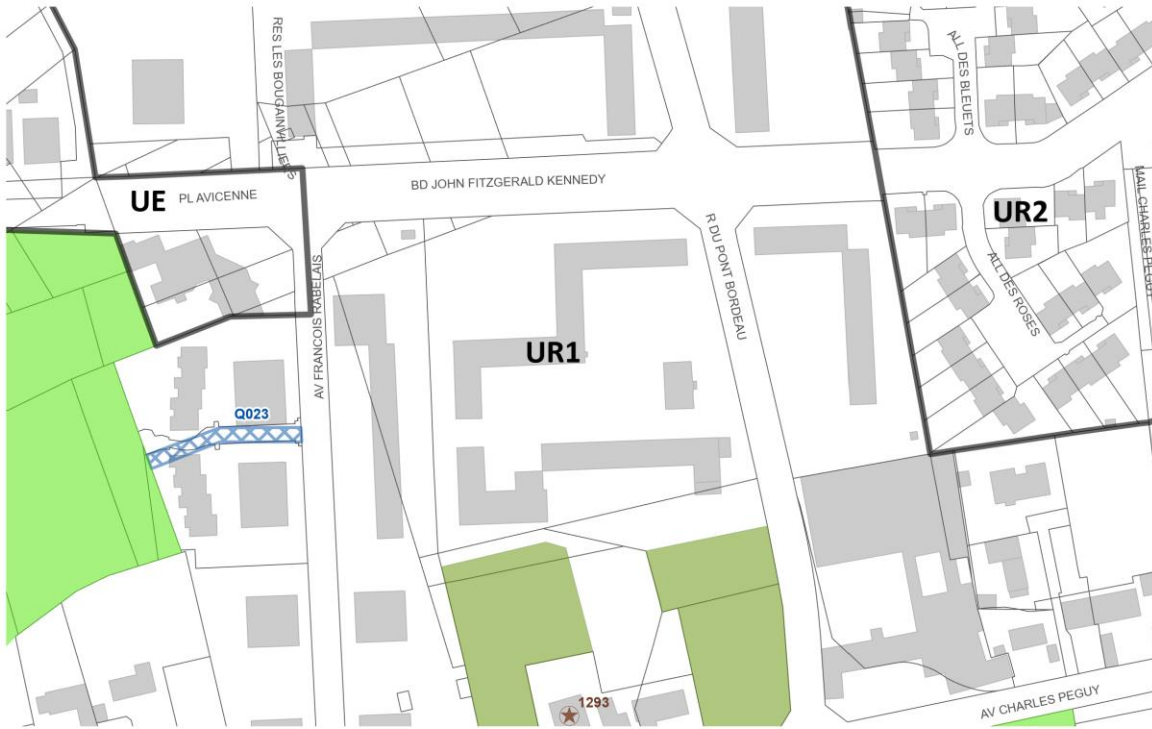 RES LES BOUGAINVILLIERS
ALL DES BLEUETS
UE
PL AVICENNE
BD JOHN FITZGERALD KENNEDY
UR2
MAIL CHARLES PEGUY
R DU PONT BORDEAU
ALL DES ROSES
AV FRANCOIS RABELAIS
UR1
Q023
1293
AV CHARLES PEGUY